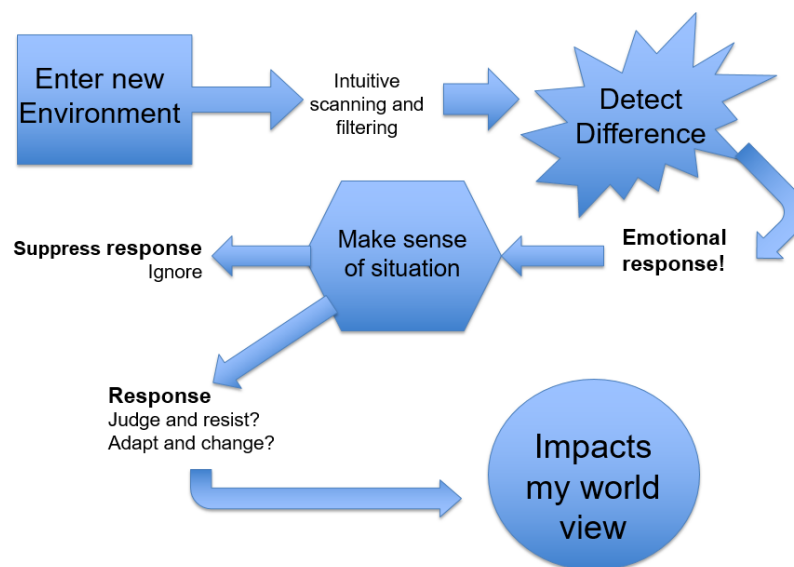 Enter new
Environment
Intuitive
scanning and
filtering
Detect
Difference
Emotional
response!
Make sense
of situation
Suppress response
Ignore
Response
Judge and resist?
Adapt and change?
Impacts
my world
view